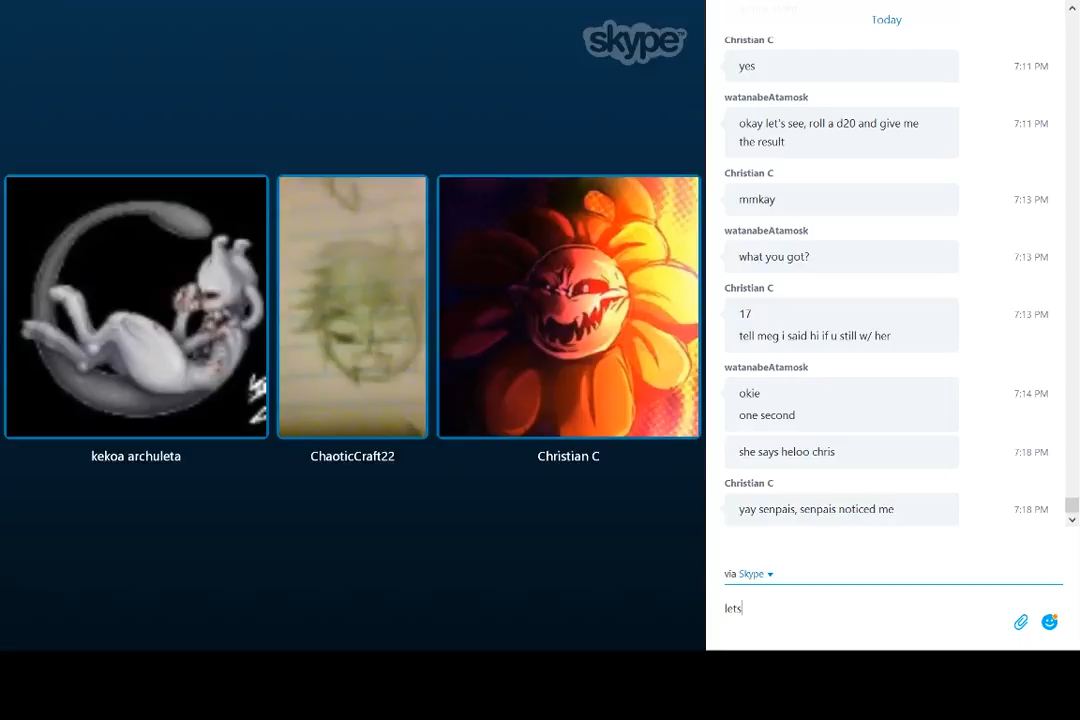 skype
Today
Christian C
yes
7:11 PM
watanabeAtamosk
okay let's see, roll a d20 and give me
the result
7:11 PM
Christian C
mmkay
7:13 PM
watanabeAtamosk
what you got?
7:13 PM
Christian C
17
7:13 PM
tell meg i said hi if u still w/ her
watanabeAtamosk
okie
7:14 PM
one second
she says heloo chris
7:18 PM
Christian C
yay senpais, senpais noticed me
7:18 PM
via Skype
lets
kekoa archuleta
ChaoticCraft22
Christian C